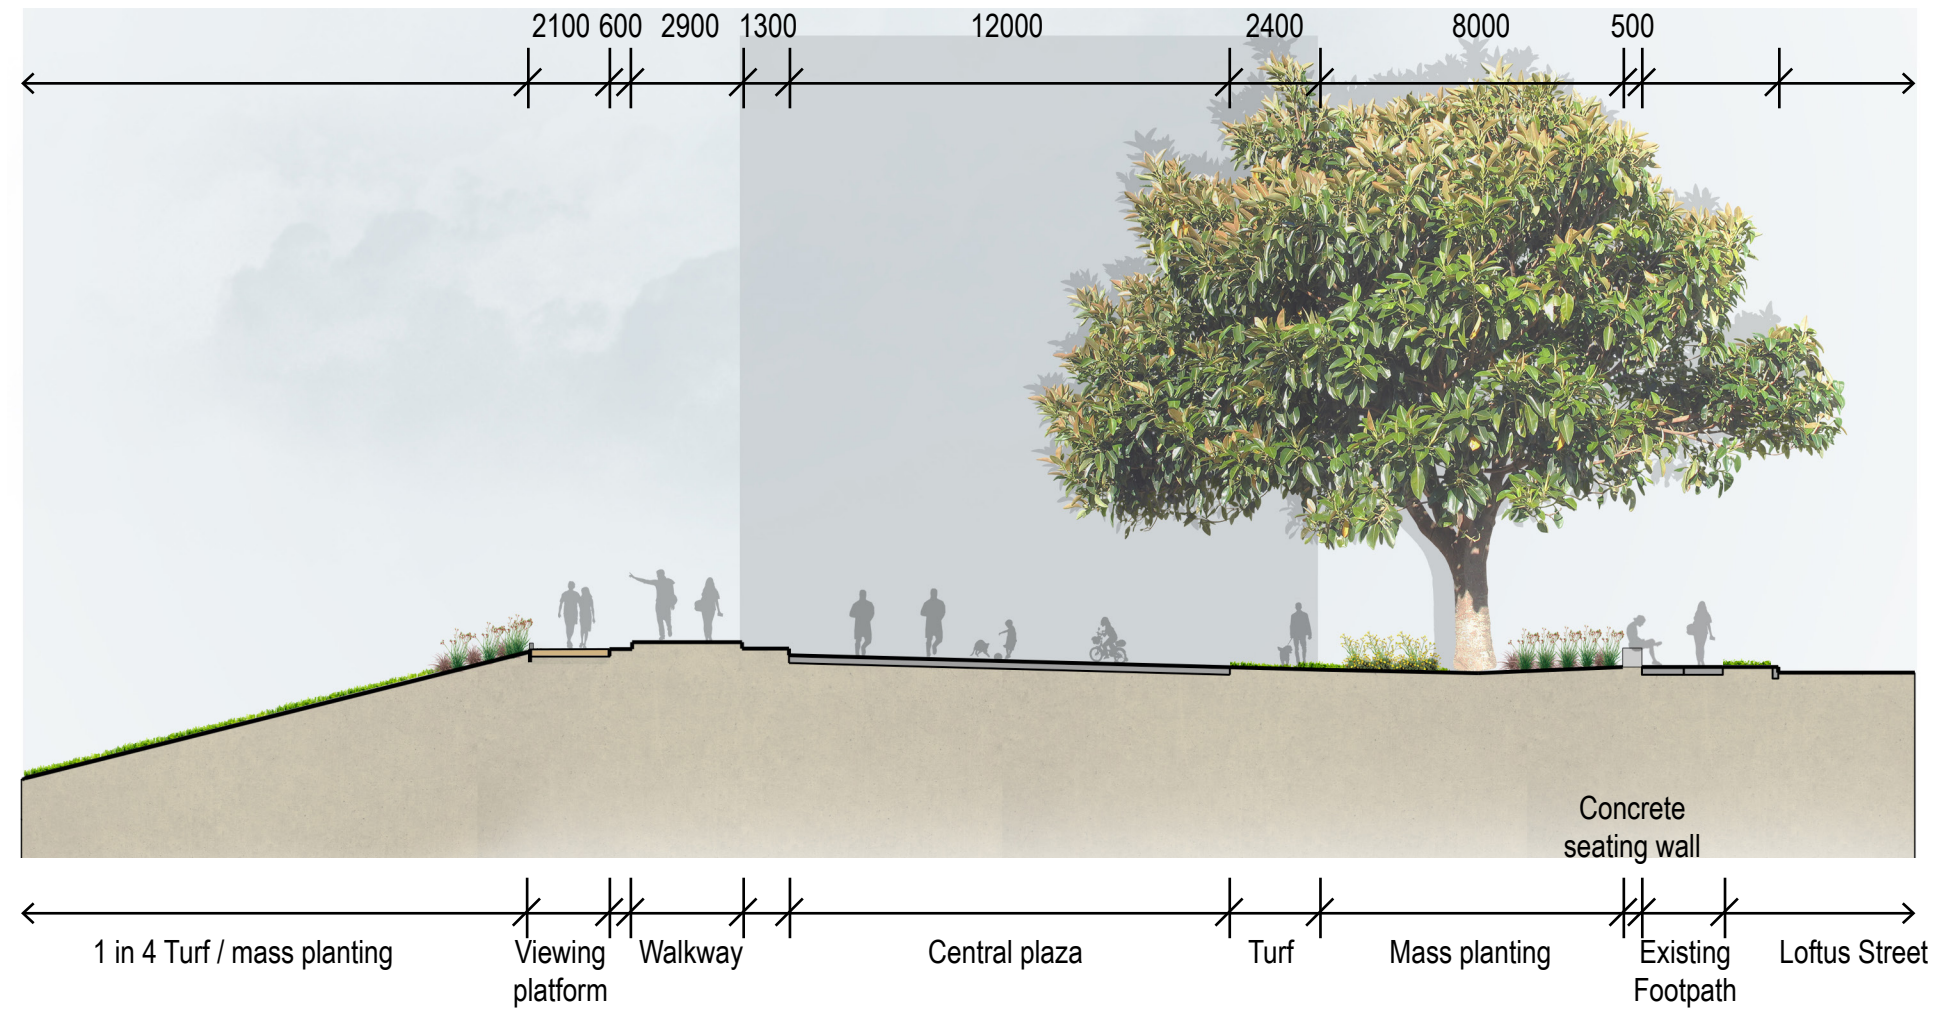 2100 600 2900 1300 12000 2400 8000 500
Concrete
seating wall
1 in 4 Turf / mass planting Viewing Walkway Central plaza Turf Mass planting Existing Loftus Street
platform Footpath